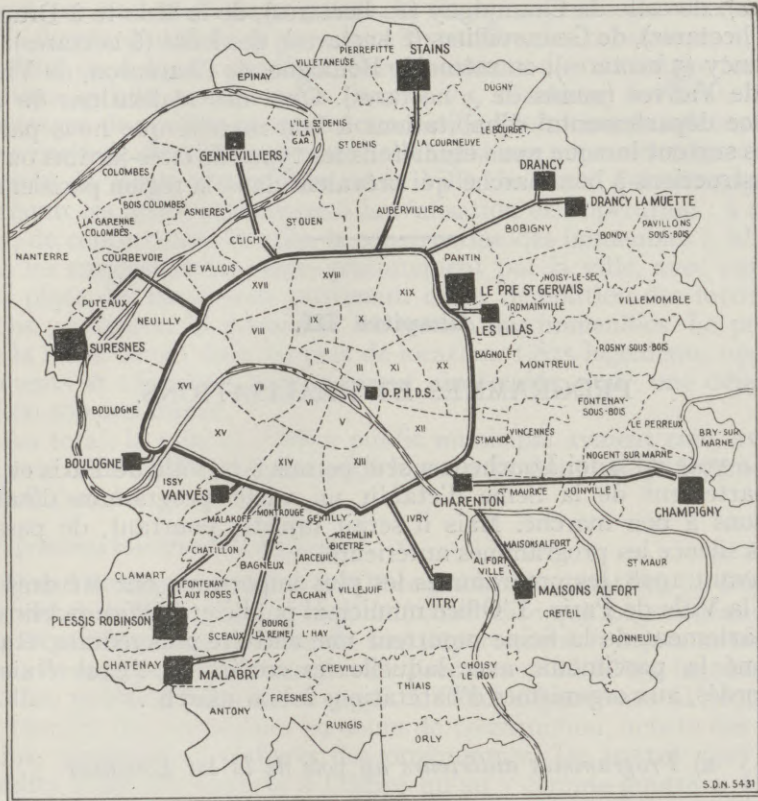 PIERREFITTE
VILLETANEUSE
STAINS
EPINAY
DUGNY
L'ILE St DENIS
LA GAR
St DENIS
LE BOURGET
LA COURNEUVE
GENNEVILLIERS
DRANCY
DRANCY LA MUETTE
COLOMBES
BOIS COLOMBES
ASNIERES
LA GARENNE
COLOMBES
ST OUEN
AUBERVILLIERS
BOBIGNY
BONDY
PAVILLONS
SOUS-BOIS
CLICHY
COURBEVOIE
NANTERRE
LE VALLOIS
PANTIN
NOISY-LE-SEC
PUTEAUX
NEUILLY
XVII
XVIII
XIX
LE PRE ST GERVAIS
ROMAINVILLE
VILLEMOMBLE
LES LILAS
SURESNES
VIII
IX
X
II
III
XI
XX
BAGNOLET
ROSNY SOUS-BOIS
MONTREUIL
XVI
VII
IV
O.P.H.D.S.
VI
V
XII
BOULOGNE
FONTENAY-
SOUS-BOIS
LE PERREUX
BRY-SUR-
MARNE
XV
XIV
XIII
ST MANDE
VINCENNES
NOGENT SUR MARNE
BOULOGNE
ISSY
VANVES
CHARENTON
ST MAURICE
JOINVILLE
CHAMPIGNY
MALAKOFF
MONTROUGE
GENTILLY
IVRY
KREMLIN
BICETRE
CHATILLON
ARCEUIL
MAISON ALFORT
ALFORT
VILLE
ST MAUR
CLAMART
BAGNEUX
FONTENAY
AUX ROSES
CACHAN
VILLEJUIF
VITRY
MAISONS ALFORT
PLESSIS ROBINSON
SCEAUX
BOURG
LA REINE
L'HAY
CRETEIL
BONNEUIL
CHATENAY
MALABRY
CHEVILLY
CHOISY
LE ROY
THIAIS
ANTONY
FRESNES
RUNGIS
ORLY
S.D.N. 5431